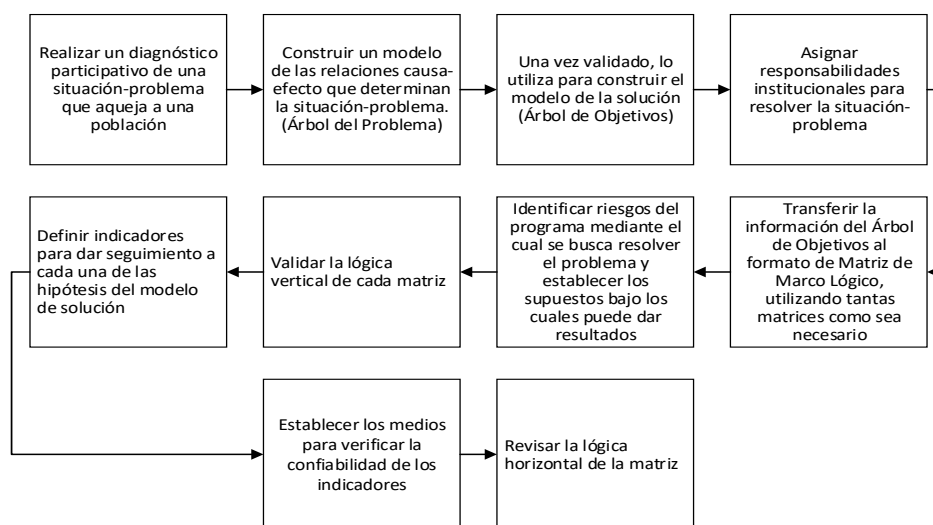 Realizar un diagnóstico
participativo de una
situación-problema
que aqueja a una
población
Construir un modelo
de las relaciones causa-
efecto que determinan
la situación-problema.
(Árbol del Problema)
Una vez validado, lo
utiliza para construir el
modelo de la solución
(Árbol de Objetivos)
Asignar
responsabilidades
institucionales para
resolver la situación-
problema
Transferir la
información del Árbol
de Objetivos al
formato de Matriz de
Marco Lógico,
utilizando tantas
matrices como sea
necesario
Identificar riesgos del
programa mediante el
cual se busca resolver
el problema y
establecer los
supuestos bajo los
cuales puede dar
resultados
Validar la lógica
vertical de cada matriz
Definir indicadores
para dar seguimiento a
cada una de las
hipótesis del modelo
de solución
Establecer los medios
para verificar la
confiabilidad de los
indicadores
Revisar la lógica
horizontal de la matriz